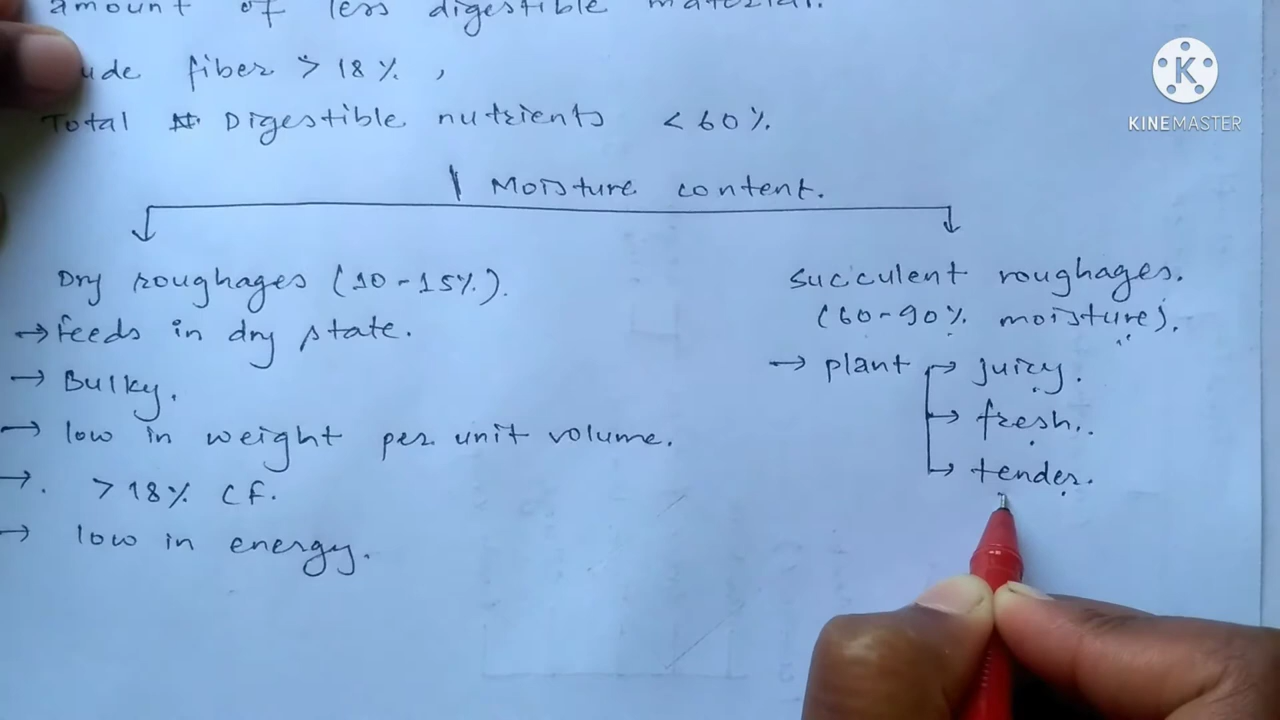 amount of less digestible material.
ude fiber > 18%,
Total Digestible nutrients < 60%
Moisture content.
Dry roughages (10-15%).
→ feeds in dry state.
→ Bulky.
→ low in weight per unit volume.
→. > 18% CF.
→ low in energy.
succulent roughages.
(60-90% moisture).
→ plant → juicy.
→ fresh.
→ tender.
K
KINEMASTER